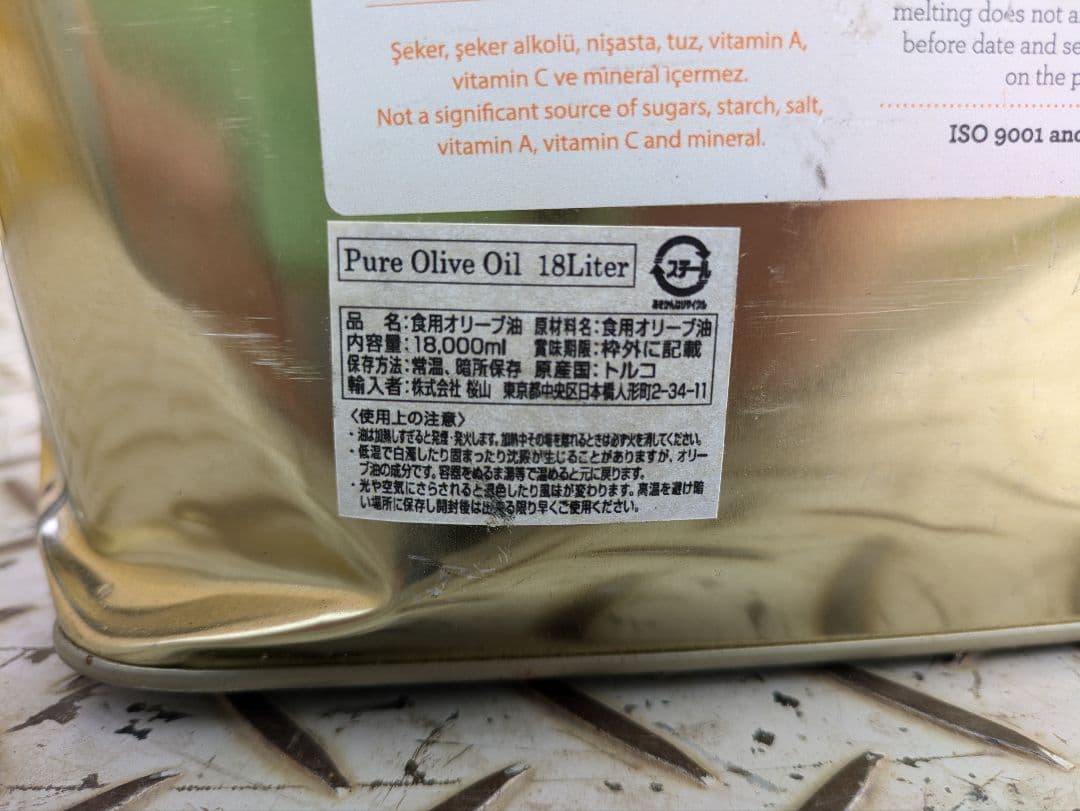 Şeker, şeker alkolü, nişasta, tuz, vitamin A,
vitamin C ve mineral içermez.
Not a significant source of sugars, starch, salt,
vitamin A, vitamin C and mineral.
melting does not a
before date and se
on the p
ISO 9001 and
Pure Olive Oil 18Liter
スチール
あきかんはリサイクル
品 名:食用オリーブ油 原材料名:食用オリーブ油
内容量:18,000ml 賞味期限:枠外に記載
保存方法:常温、暗所保存 原産国:トルコ
輸入者:株式会社 桜山 東京都中央区日本橋人形町2-34-11
〈使用上の注意〉
・油は加熱しすぎると発煙・発火します。加熱中その場を離れるときは必ず火を消してください。
・低温で白濁したり固まったり沈殿が生じることがありますが、オリー
ブ油の成分です。容器をぬるま湯等で温めると元に戻ります。
・光や空気にさらされると退色したり風味が変わります。高温を避け暗
い場所に保存し開封後は出来る限り早くご使用ください。